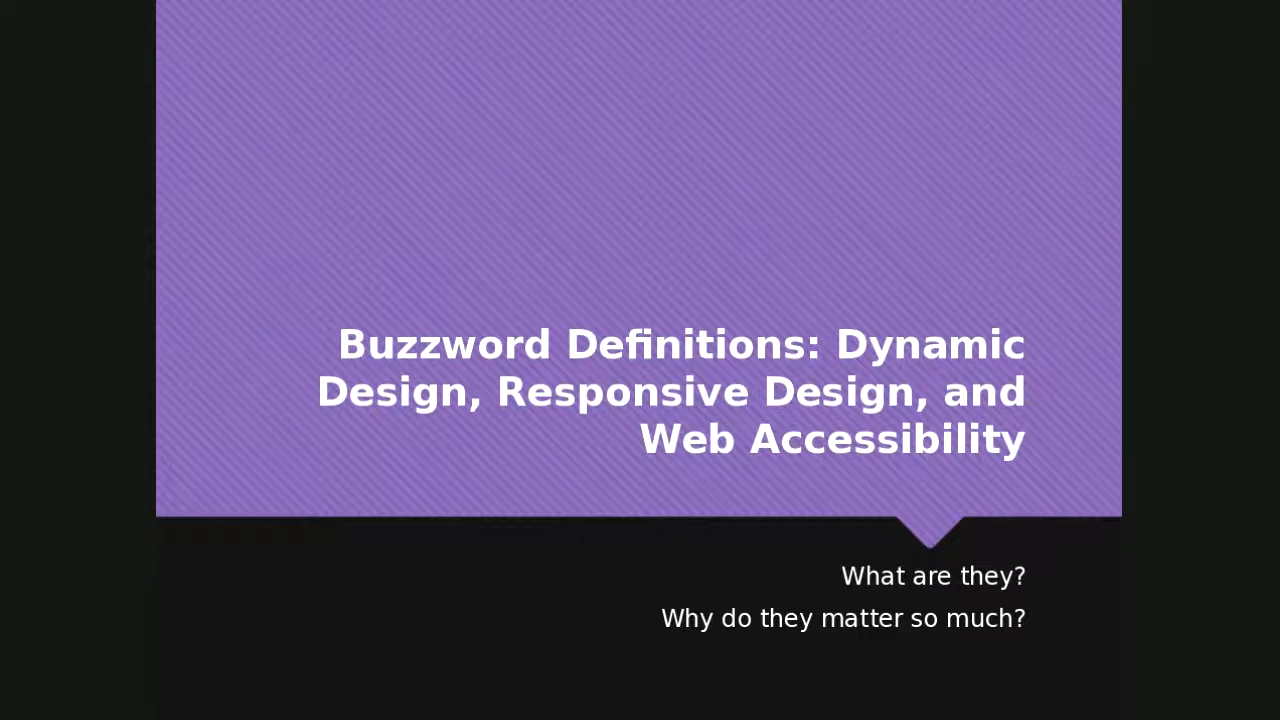 Buzzword Definitions: Dynamic
Design, Responsive Design, and
Web Accessibility
What are they?
Why do they matter so much?